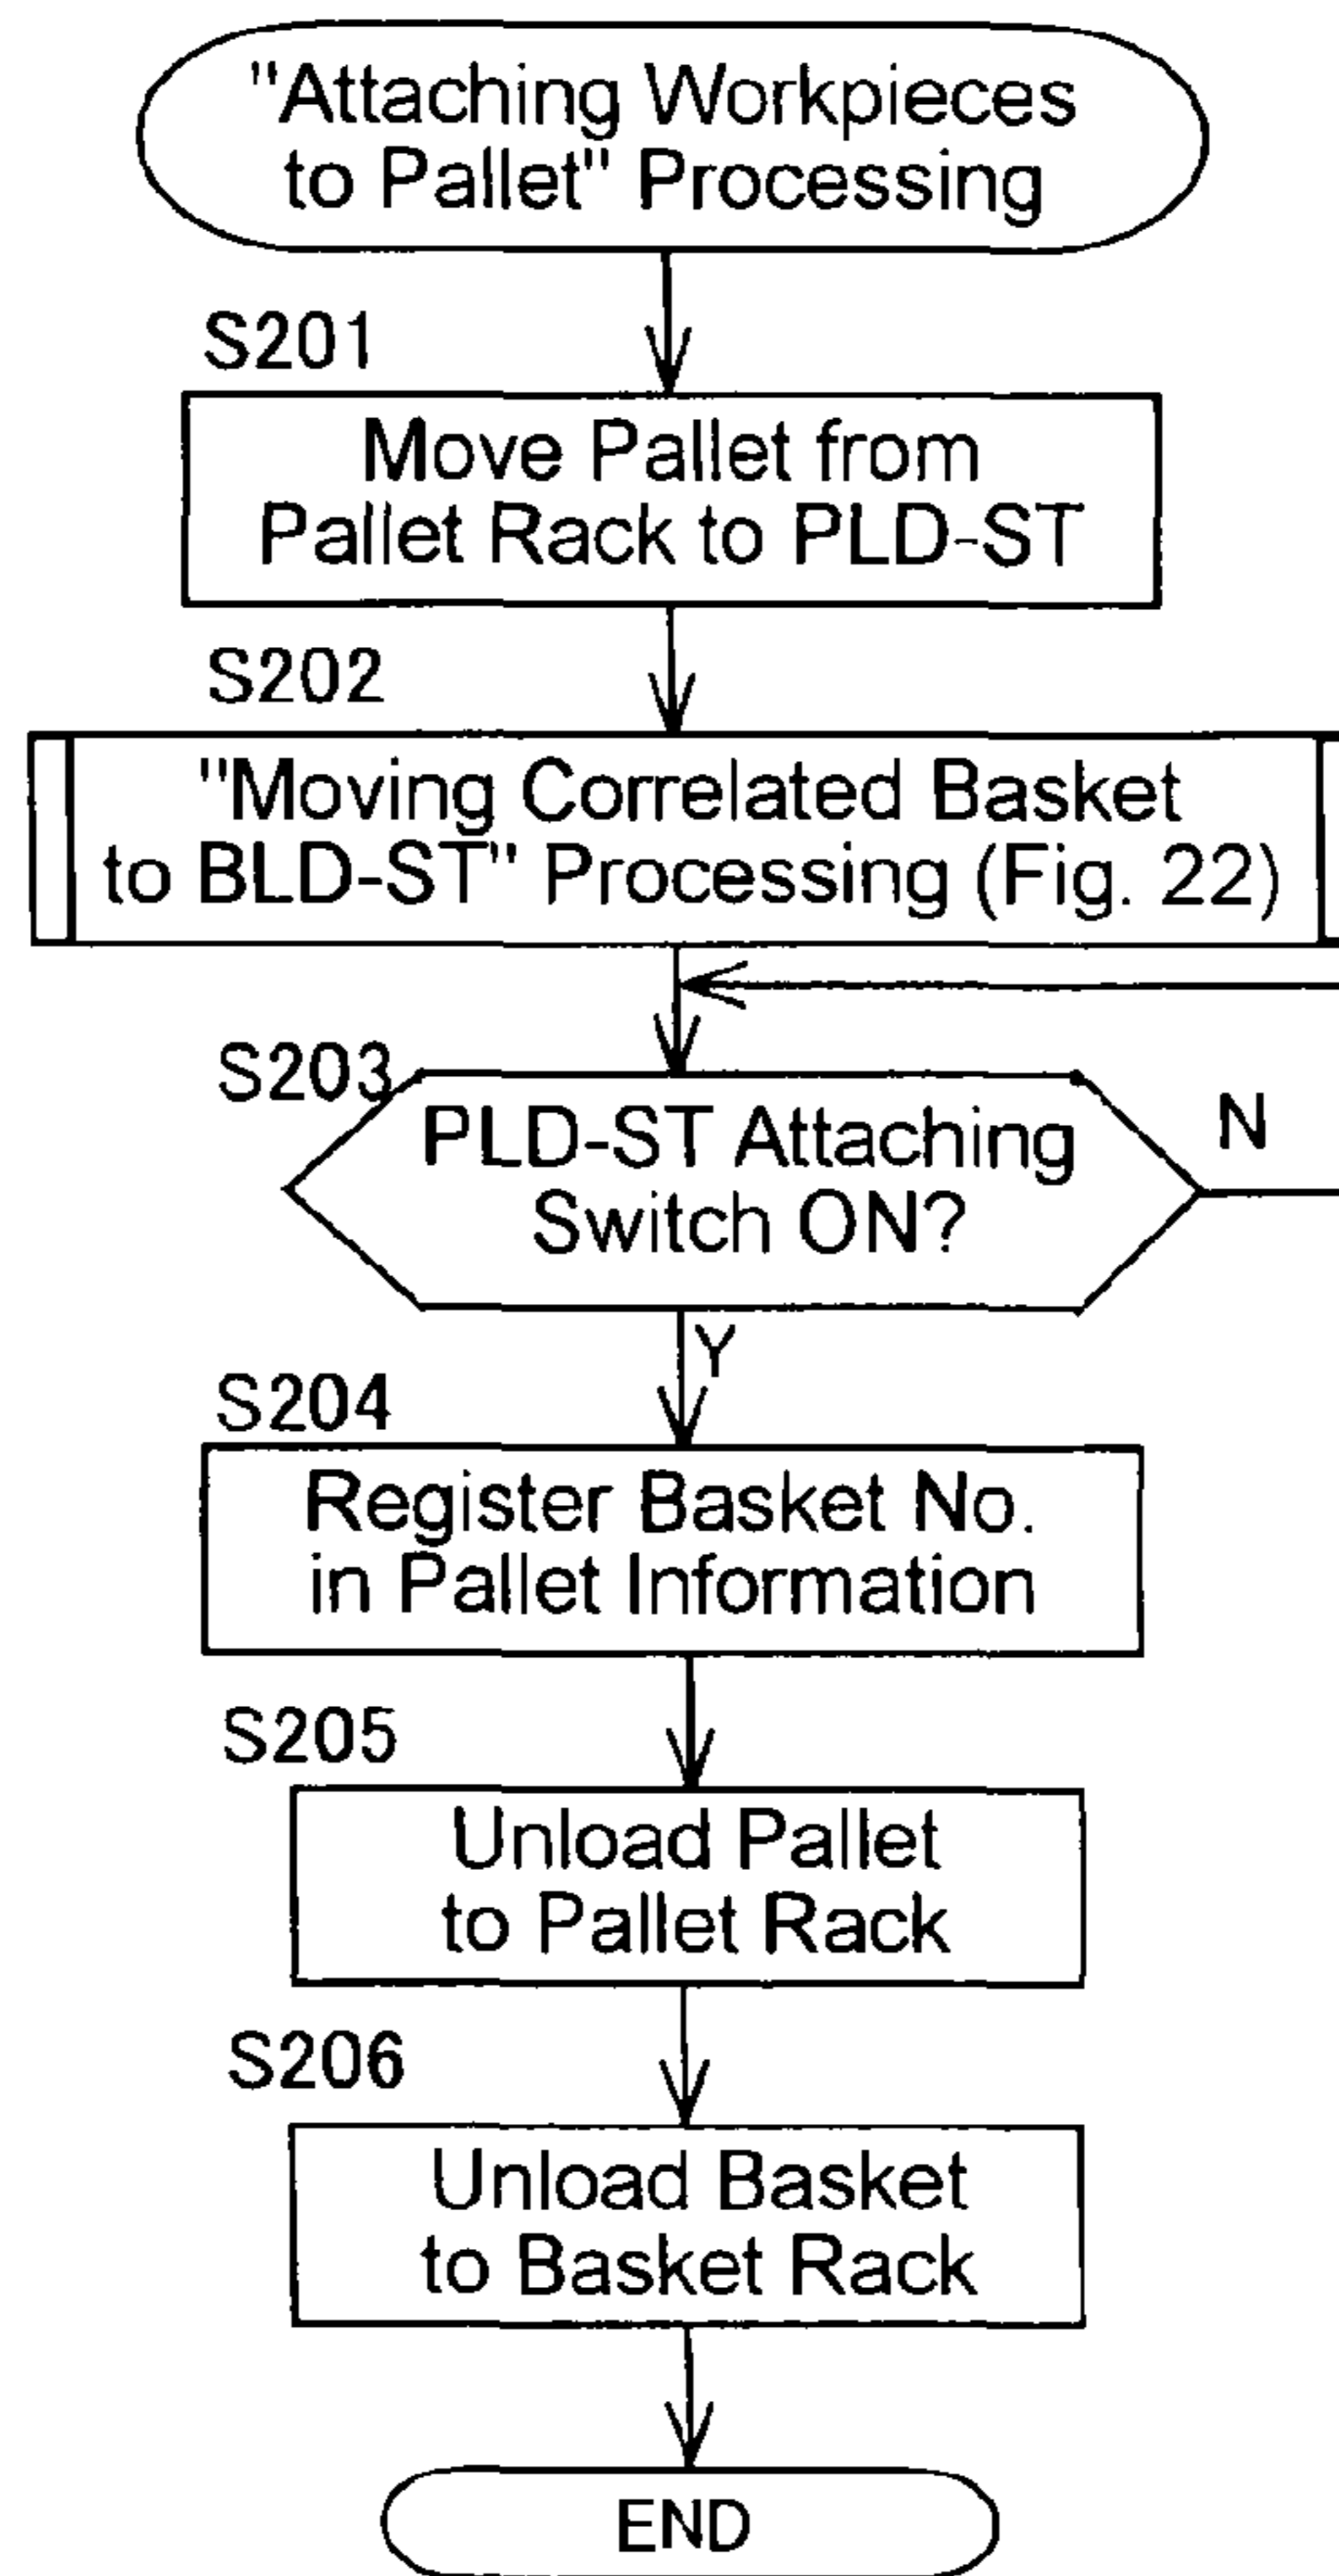 "Attaching Workpieces
to Pallet" Processing
S201
Move Pallet from
Pallet Rack to PLD-ST
S202
"Moving Correlated Basket
to BLD-ST" Processing (Fig. 22)
S203
PLD-ST Attaching
Switch ON?
N
Y
S204
Register Basket No.
in Pallet Information
S205
Unload Pallet
to Pallet Rack
S206
Unload Basket
to Basket Rack
END